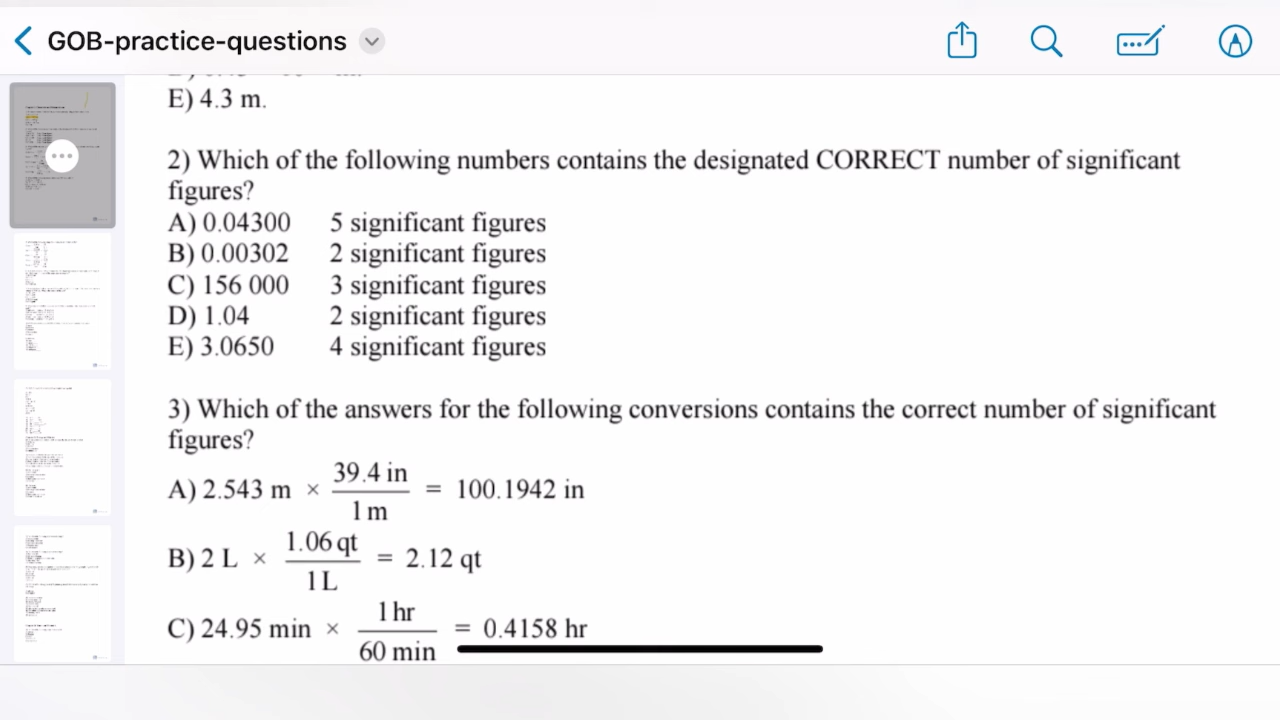 GOB-practice-questions
E) 4.3 m.
2) Which of the following numbers contains the designated CORRECT number of significant
figures?
A) 0.04300 5 significant figures
B) 0.00302 2 significant figures
C) 156 000 3 significant figures
D) 1.04 2 significant figures
E) 3.0650 4 significant figures
3) Which of the answers for the following conversions contains the correct number of significant
figures?
A) 2.543 m × 39.4 in / 1 m = 100.1942 in
B) 2 L × 1.06 qt / 1 L = 2.12 qt
C) 24.95 min × 1 hr / 60 min = 0.4158 hr